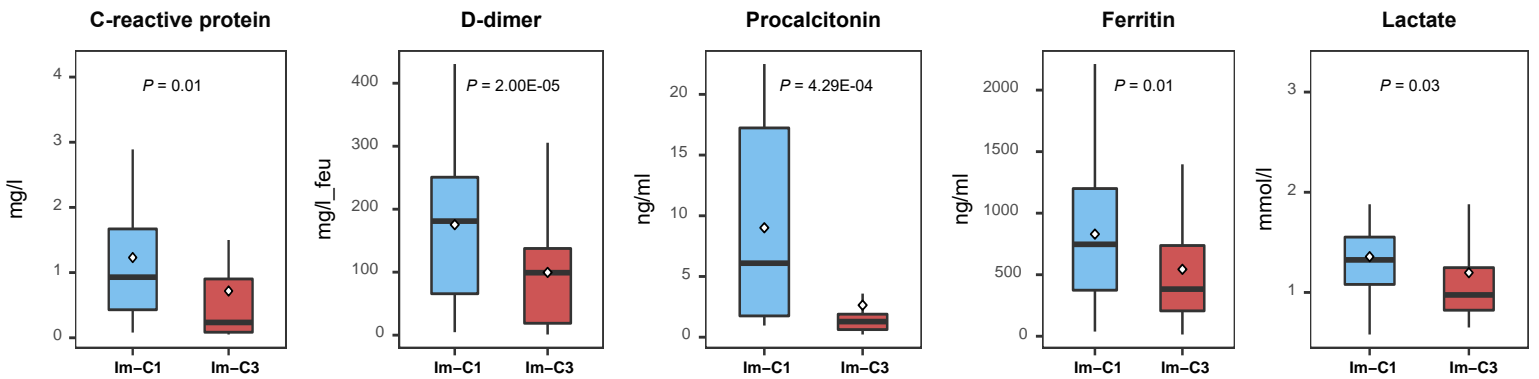 C-reactive protein
mg/l
4
3
2
1
0
P = 0.01
Im−C1
Im−C3
D-dimer
mg/l_feu
400
300
200
100
0
P = 2.00E-05
Im−C1
Im−C3
Procalcitonin
ng/ml
20
15
10
5
0
P = 4.29E-04
Im−C1
Im−C3
Ferritin
ng/ml
2000
1500
1000
500
0
P = 0.01
Im−C1
Im−C3
Lactate
mmol/l
3
2
1
P = 0.03
Im−C1
Im−C3